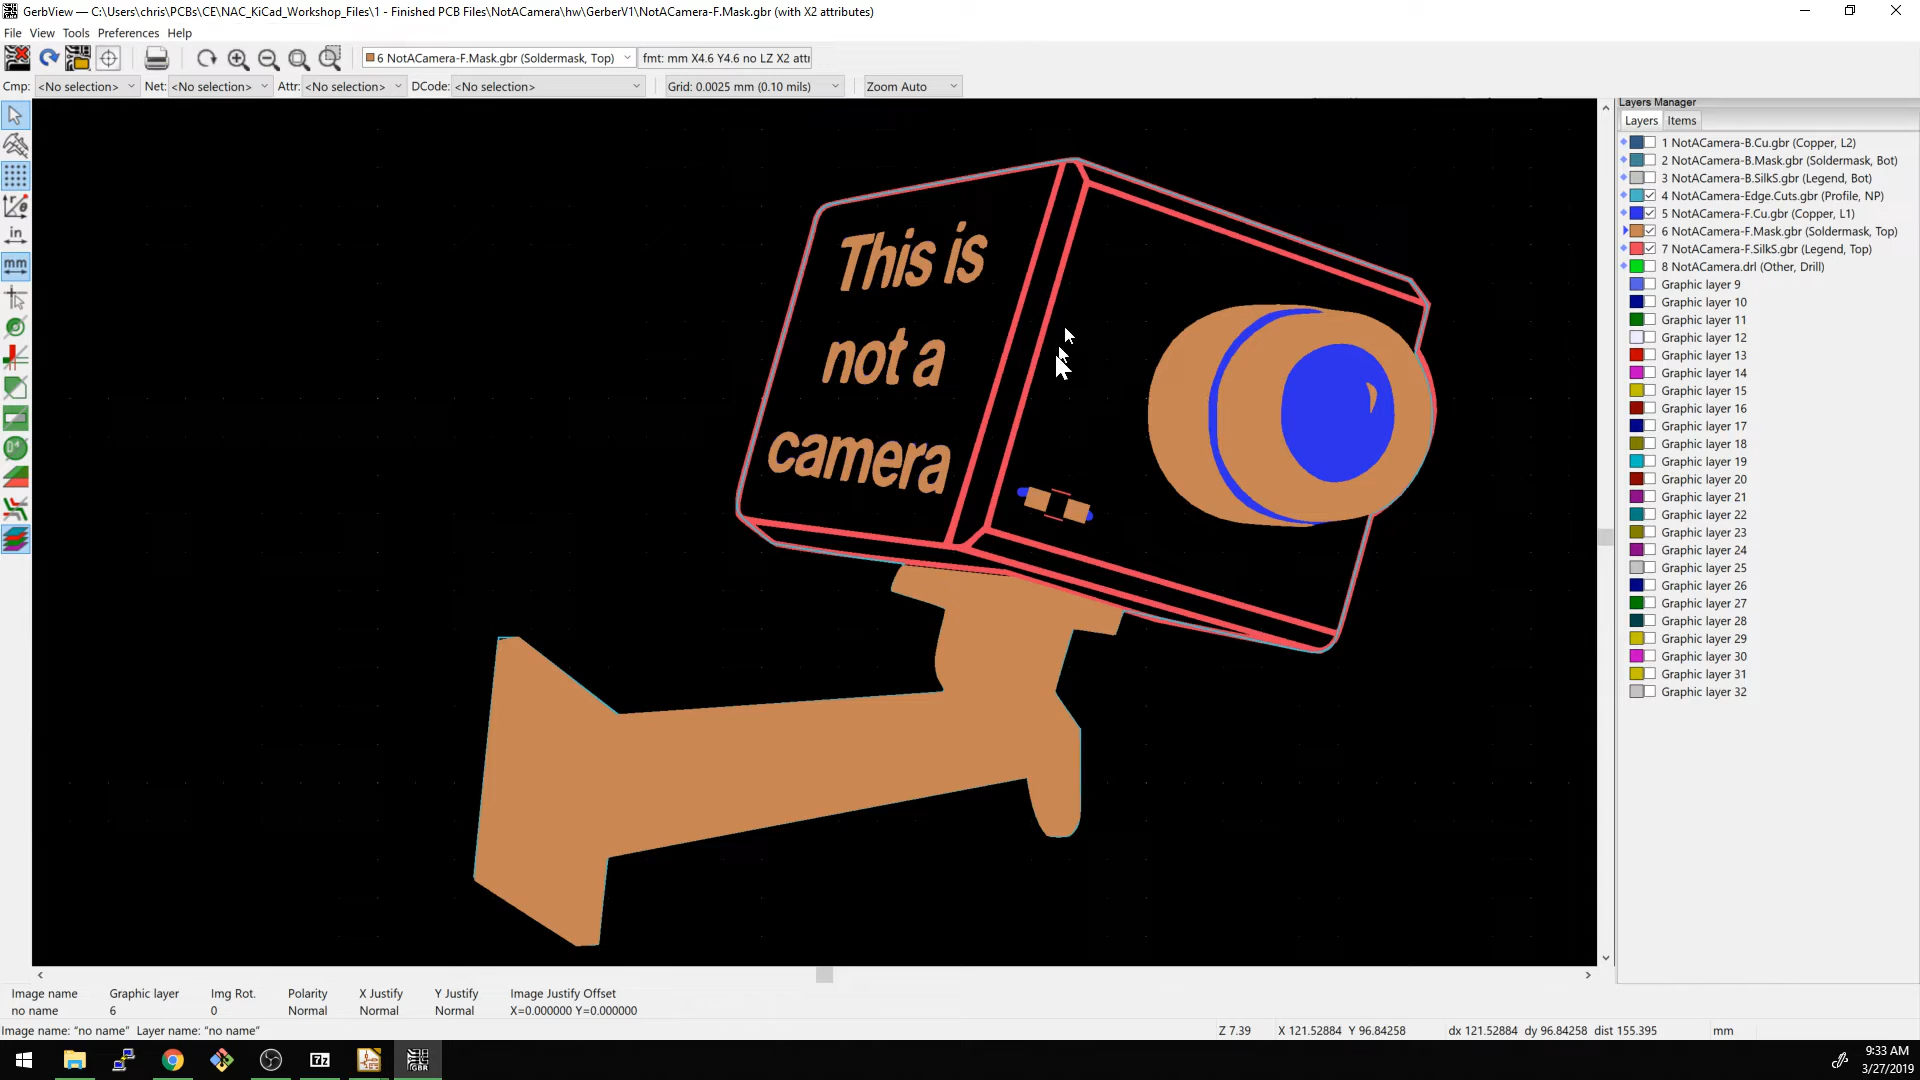 GerbView — C:\Users\chris\PCBs\CE\NAC_KiCad_Workshop_Files\1 - Finished PCB Files\NotACamera\hw\GerberV1\NotACamera-F.Mask.gbr (with X2 attributes)
File View Tools Preferences Help
6 NotACamera-F.Mask.gbr (Soldermask, Top) fmt: mm X4.6 Y4.6 no LZ X2 attri
Cmp: <No selection> Net: <No selection> Attr: <No selection> DCode: <No selection> Grid: 0.0025 mm (0.10 mils) Zoom Auto
in
mm
This is
not a
camera
Layers Manager
Layers Items
1 NotACamera-B.Cu.gbr (Copper, L2)
2 NotACamera-B.Mask.gbr (Soldermask, Bot)
3 NotACamera-B.SilkS.gbr (Legend, Bot)
4 NotACamera-Edge.Cuts.gbr (Profile, NP)
5 NotACamera-F.Cu.gbr (Copper, L1)
6 NotACamera-F.Mask.gbr (Soldermask, Top)
7 NotACamera-F.SilkS.gbr (Legend, Top)
8 NotACamera.drl (Other, Drill)
Graphic layer 9
Graphic layer 10
Graphic layer 11
Graphic layer 12
Graphic layer 13
Graphic layer 14
Graphic layer 15
Graphic layer 16
Graphic layer 17
Graphic layer 18
Graphic layer 19
Graphic layer 20
Graphic layer 21
Graphic layer 22
Graphic layer 23
Graphic layer 24
Graphic layer 25
Graphic layer 26
Graphic layer 27
Graphic layer 28
Graphic layer 29
Graphic layer 30
Graphic layer 31
Graphic layer 32
Image name Graphic layer Img Rot. Polarity X Justify Y Justify Image Justify Offset
no name 6 0 Normal Normal Normal X=0.000000 Y=0.000000
Image name: "no name" Layer name: "no name" Z 7.39 X 121.52884 Y 96.84258 dx 121.52884 dy 96.84258 dist 155.395 mm
7z
GBR
9:33 AM
3/27/2019